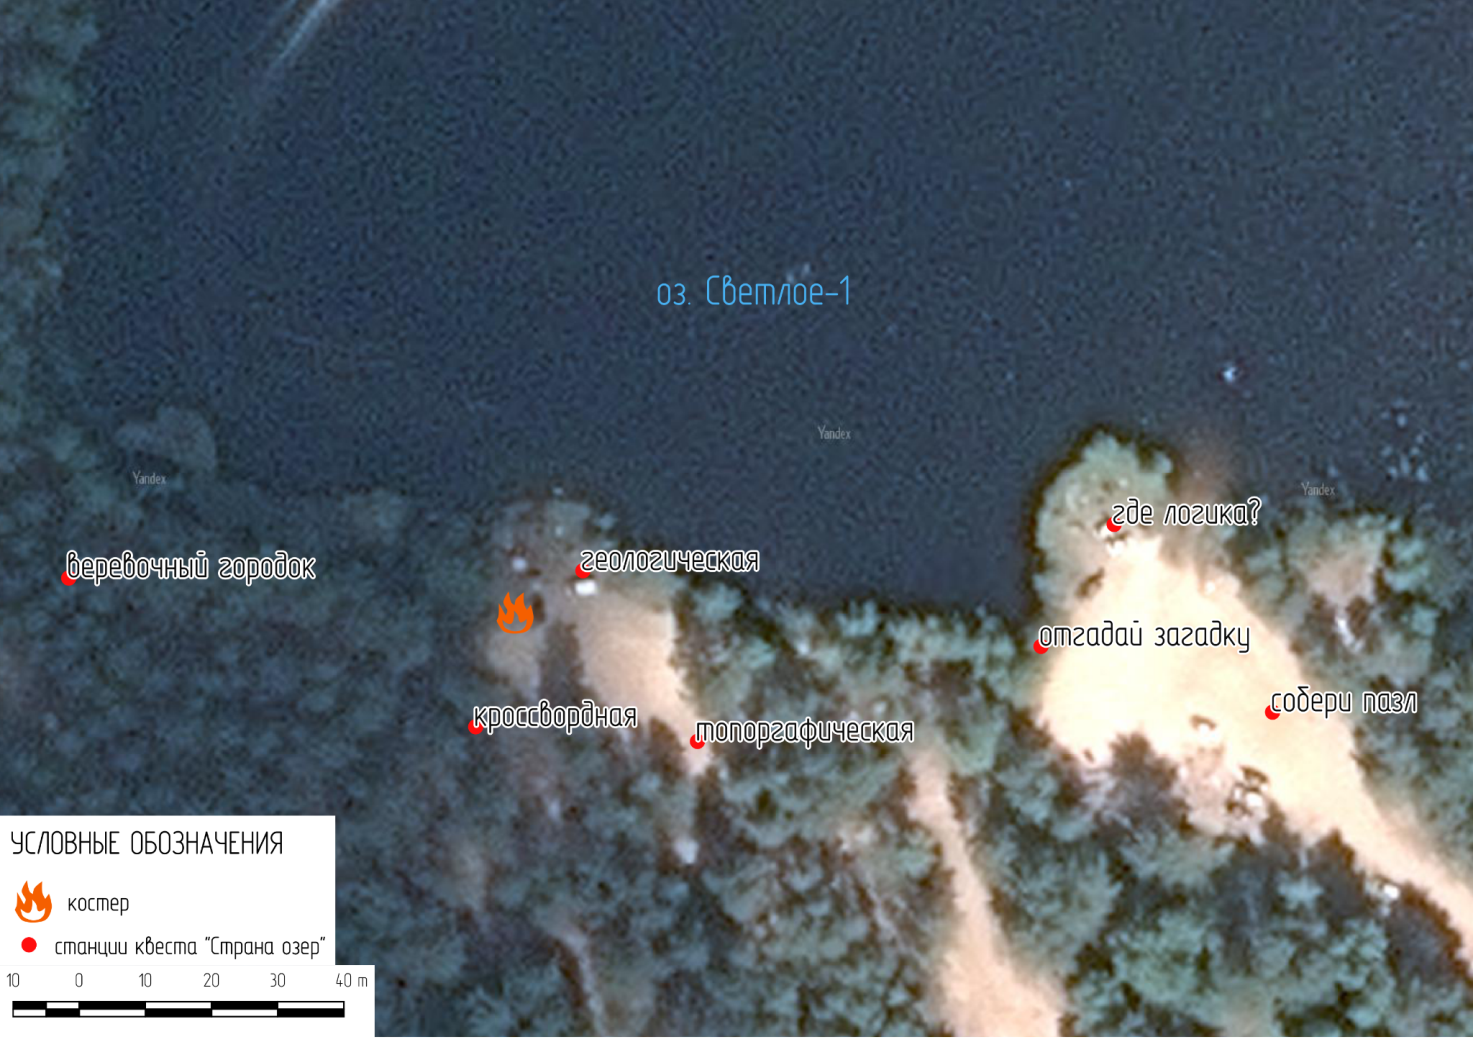 оз. Светлое-1
Yandex
Yandex
Yandex
где логика?
веревочный городок
геологическая
отгадай загадку
собери пазл
кроссвордная
топоргафическая
УСЛОВНЫЕ ОБОЗНАЧЕНИЯ
костер
станции квеста "Страна озер"
10 0 10 20 30 40 m